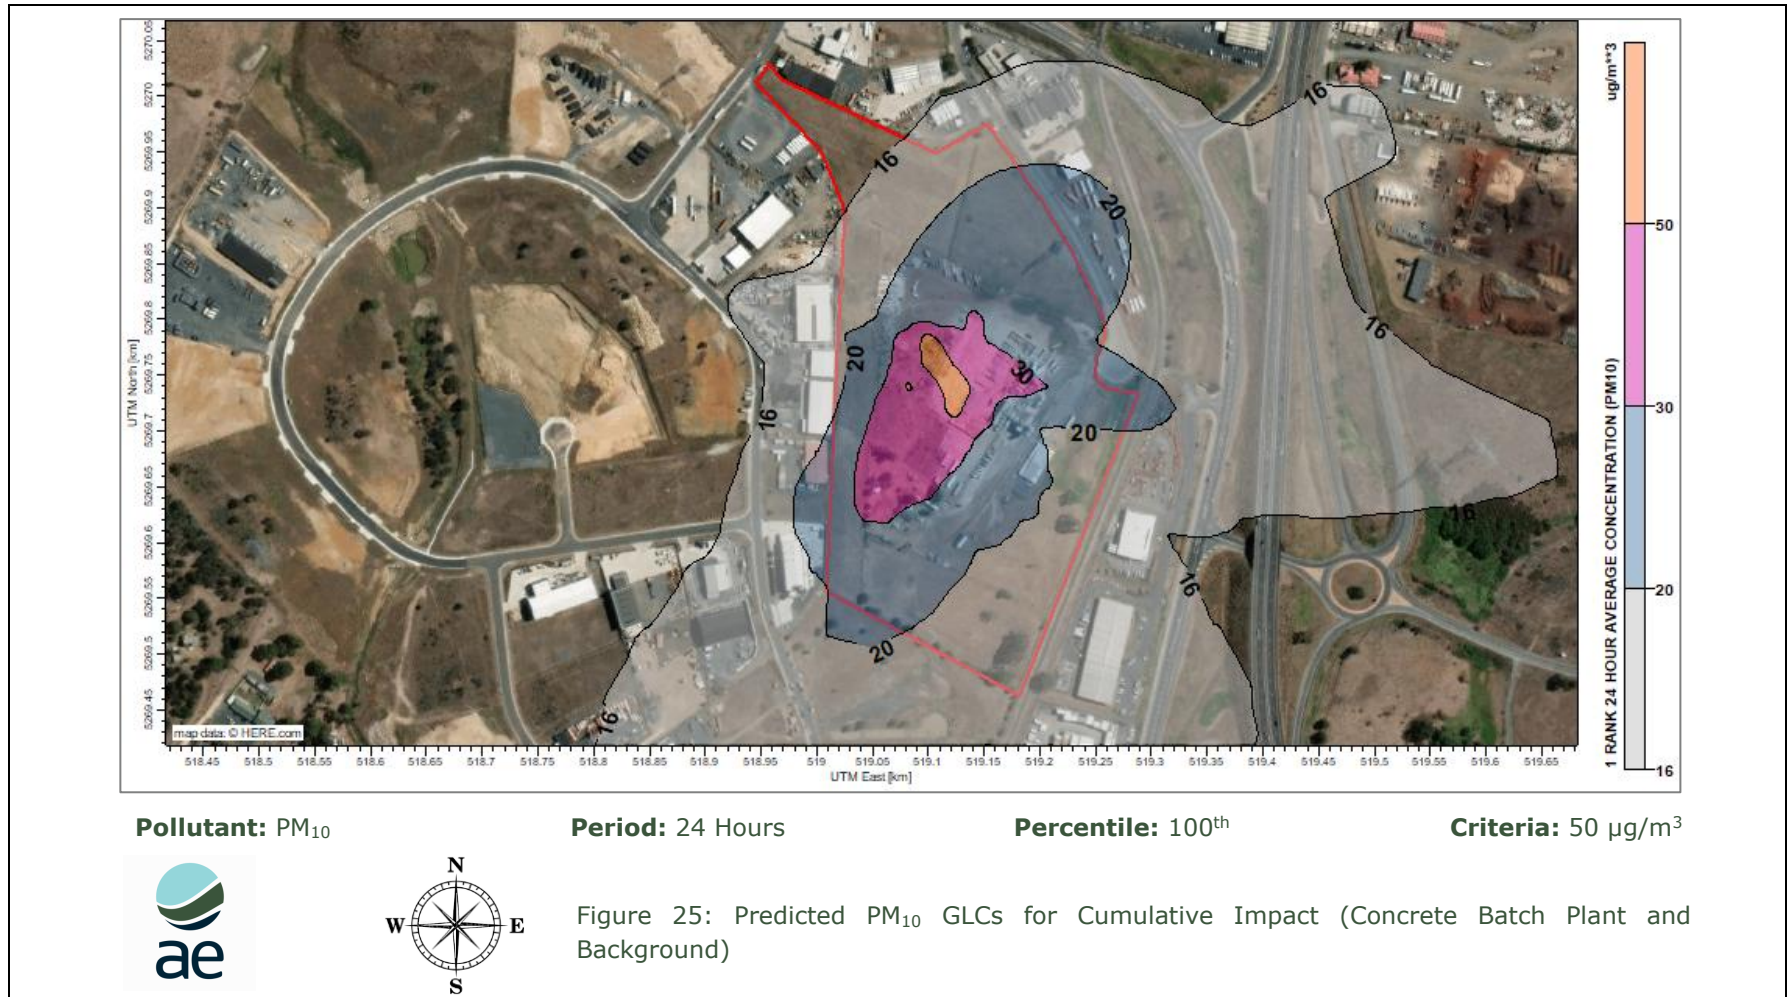 5270.05
5270
5269.95
5269.9
5269.85
5269.8
5269.75
5269.7
5269.65
5269.6
5269.55
5269.5
5269.45
UTM North [km]
16
16
16
20
16
20
30
16
20
16
16
20
16
map data: © HERE.com
518.45 518.5 518.55 518.6 518.65 518.7 518.75 518.8 518.85 518.9 518.95 519 519.05 519.1 519.15 519.2 519.25 519.3 519.35 519.4 519.45 519.5 519.55 519.6 519.65
UTM East [km]
ug/m**3
1 RANK 24 HOUR AVERAGE CONCENTRATION (PM10)
50
30
20
16
Pollutant: PM₁₀ Period: 24 Hours Percentile: 100ᵗʰ Criteria: 50 µg/m³
ae
N
W E
S
Figure 25: Predicted PM₁₀ GLCs for Cumulative Impact (Concrete Batch Plant and
Background)